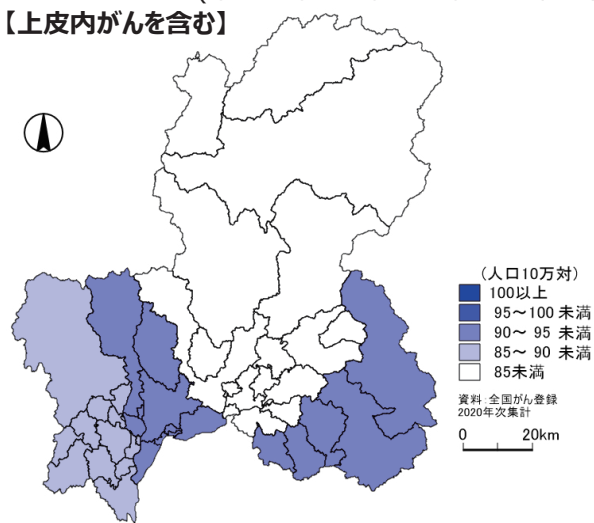 【上皮内がんを含む】
(人口10万対)
100以上
95～100 未満
90～ 95 未満
85～ 90 未満
85未満
資料:全国がん登録
2020年次集計
0 20km